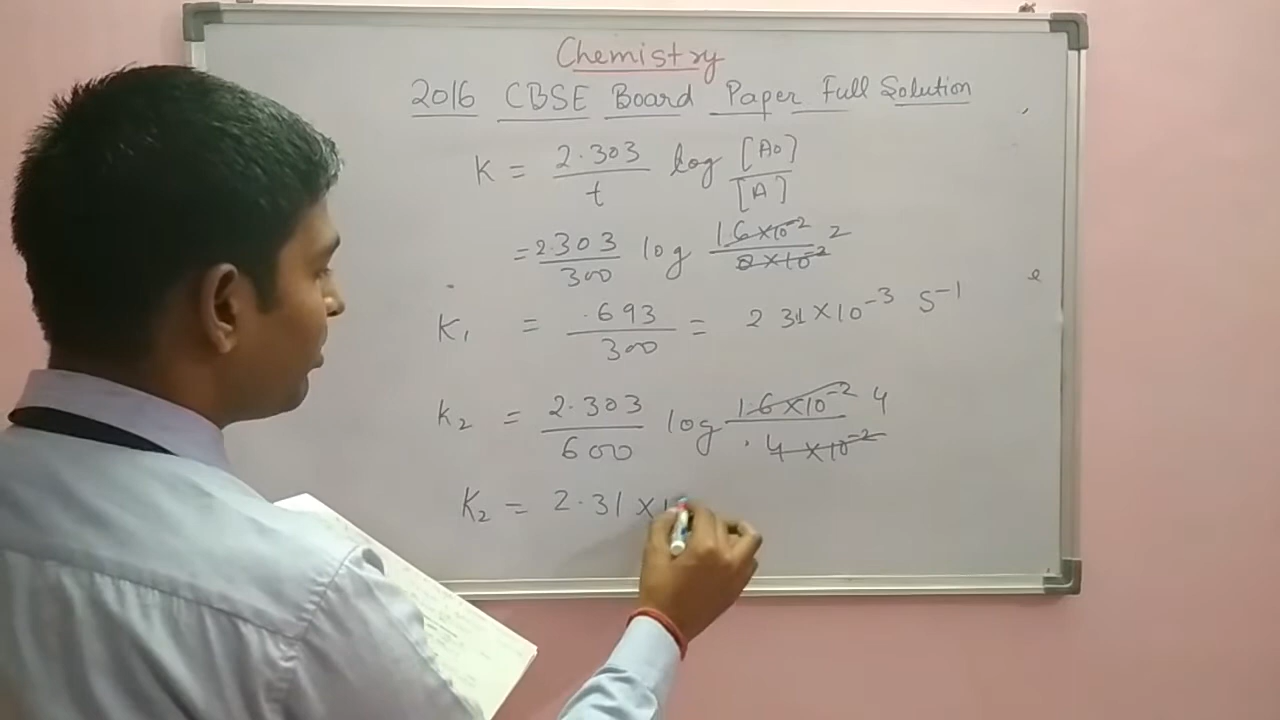 Chemistry
2016 CBSE Board Paper Full Solution
K = 2.303/t log [A0]/[A]
= 2.303/300 log 1.6×10⁻²/8×10⁻² 2
K₁ = .693/300 = 2 31×10⁻³ S⁻¹
K₂ = 2.303/600 log 1.6×10⁻²/.4×10⁻² 4
K₂ = 2.31×1